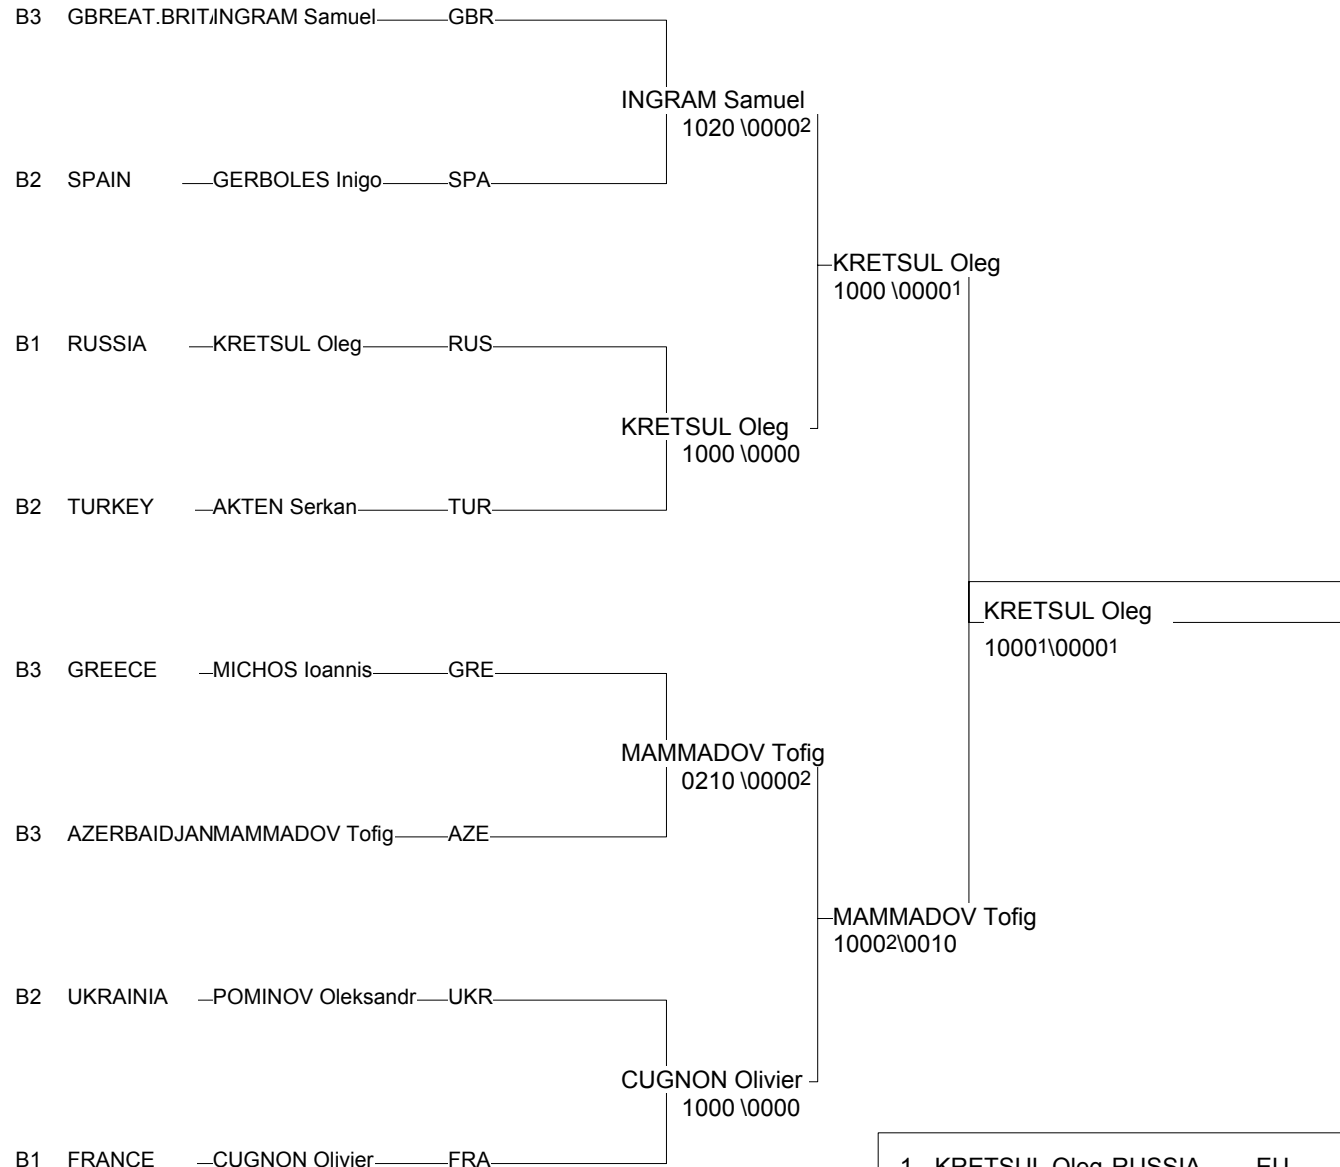 B3 GBREAT.BRITA INGRAM Samuel GBR
INGRAM Samuel
1020 \0000²
B2 SPAIN GERBOLES Inigo SPA
KRETSUL Oleg
1000 \0000¹
B1 RUSSIA KRETSUL Oleg RUS
KRETSUL Oleg
1000 \0000
B2 TURKEY AKTEN Serkan TUR
KRETSUL Oleg
1000¹\0000¹
B3 GREECE MICHOS Ioannis GRE
MAMMADOV Tofig
0210 \0000²
B3 AZERBAIDJAN MAMMADOV Tofig AZE
MAMMADOV Tofig
1000²\0010
B2 UKRAINIA POMINOV Oleksandr UKR
CUGNON Olivier
1000 \0000
B1 FRANCE CUGNON Olivier FRA
1 KRETSUL Oleg RUSSIA EU